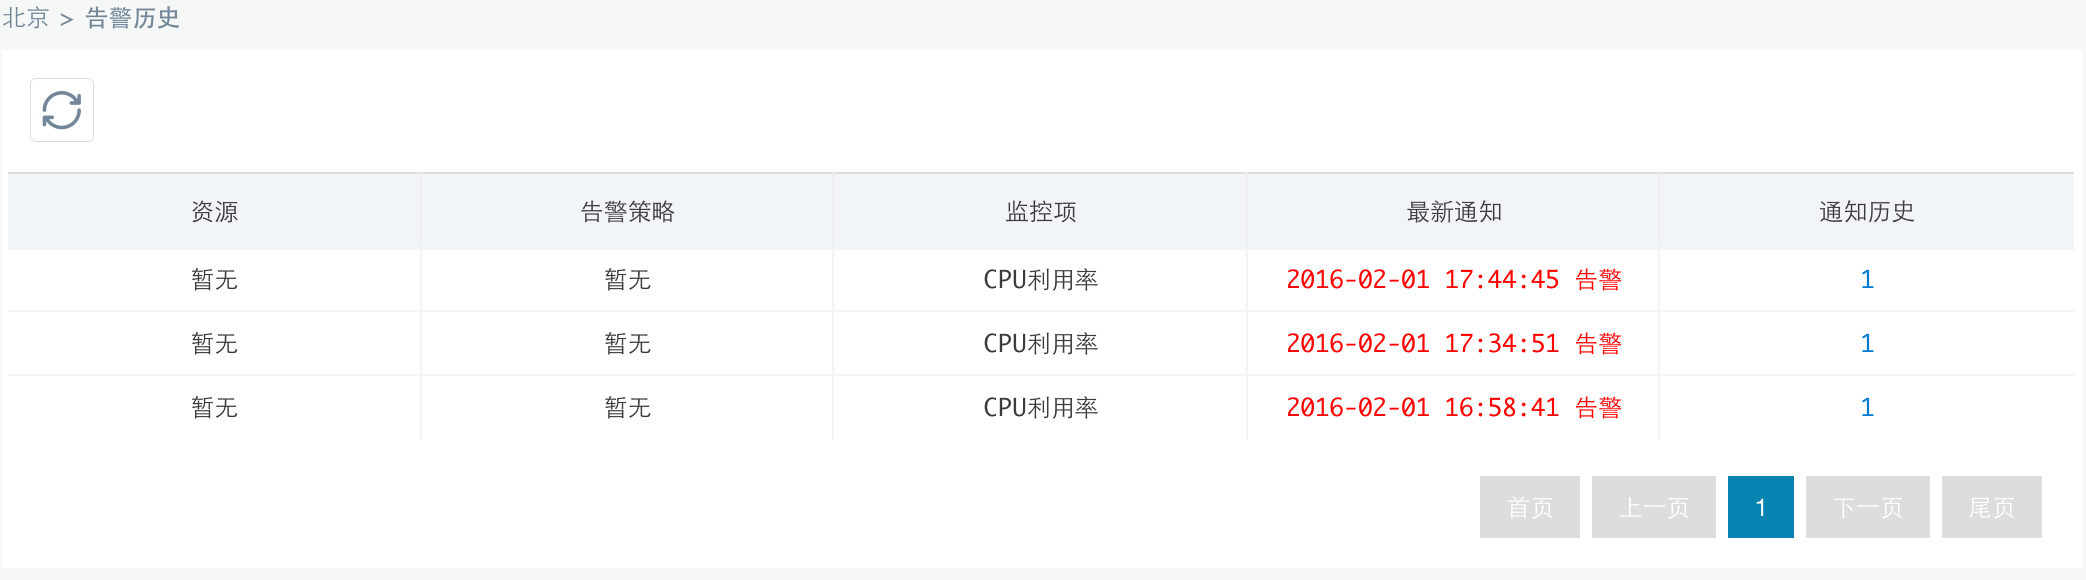 北京 > 告警历史
资源 告警策略 监控项 最新通知 通知历史
暂无 暂无 CPU利用率 2016-02-01 17:44:45 告警 1
暂无 暂无 CPU利用率 2016-02-01 17:34:51 告警 1
暂无 暂无 CPU利用率 2016-02-01 16:58:41 告警 1
首页 上一页 1 下一页 尾页